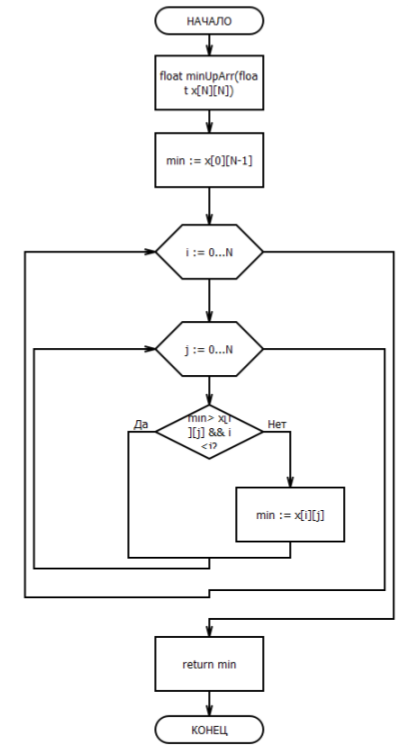 НАЧАЛО
float minUpArr(floa
t x[N][N])
min := x[0][N-1]
i := 0...N
j := 0...N
min> x[i
Да
Нет
][j] && i
<j?
min := x[i][j]
return min
КОНЕЦ